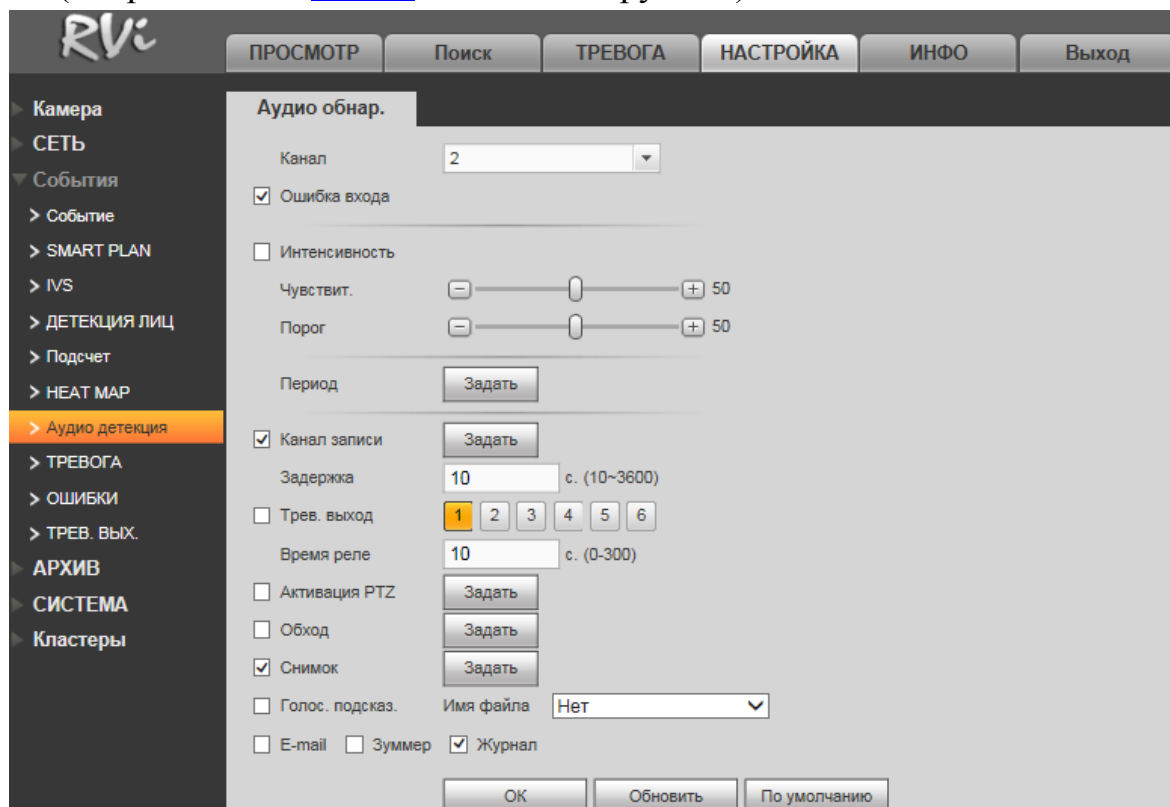 RVi
ПРОСМОТР Поиск ТРЕВОГА НАСТРОЙКА ИНФО Выход
Камера
СЕТЬ
События
> Событие
> SMART PLAN
> IVS
> ДЕТЕКЦИЯ ЛИЦ
> Подсчет
> HEAT MAP
> Аудио детекция
> ТРЕВОГА
> ОШИБКИ
> ТРЕВ. ВЫХ.
АРХИВ
СИСТЕМА
Кластеры
Аудио обнар.
Канал 2
Ошибка входа
Интенсивность
Чувствит. 50
Порог 50
Период Задать
Канал записи Задать
Задержка 10 с. (10~3600)
Трев. выход 1 2 3 4 5 6
Время реле 10 с. (0-300)
Активация PTZ Задать
Обход Задать
Снимок Задать
Голос. подсказ. Имя файла Нет
E-mail Зуммер Журнал
ОК Обновить По умолчанию